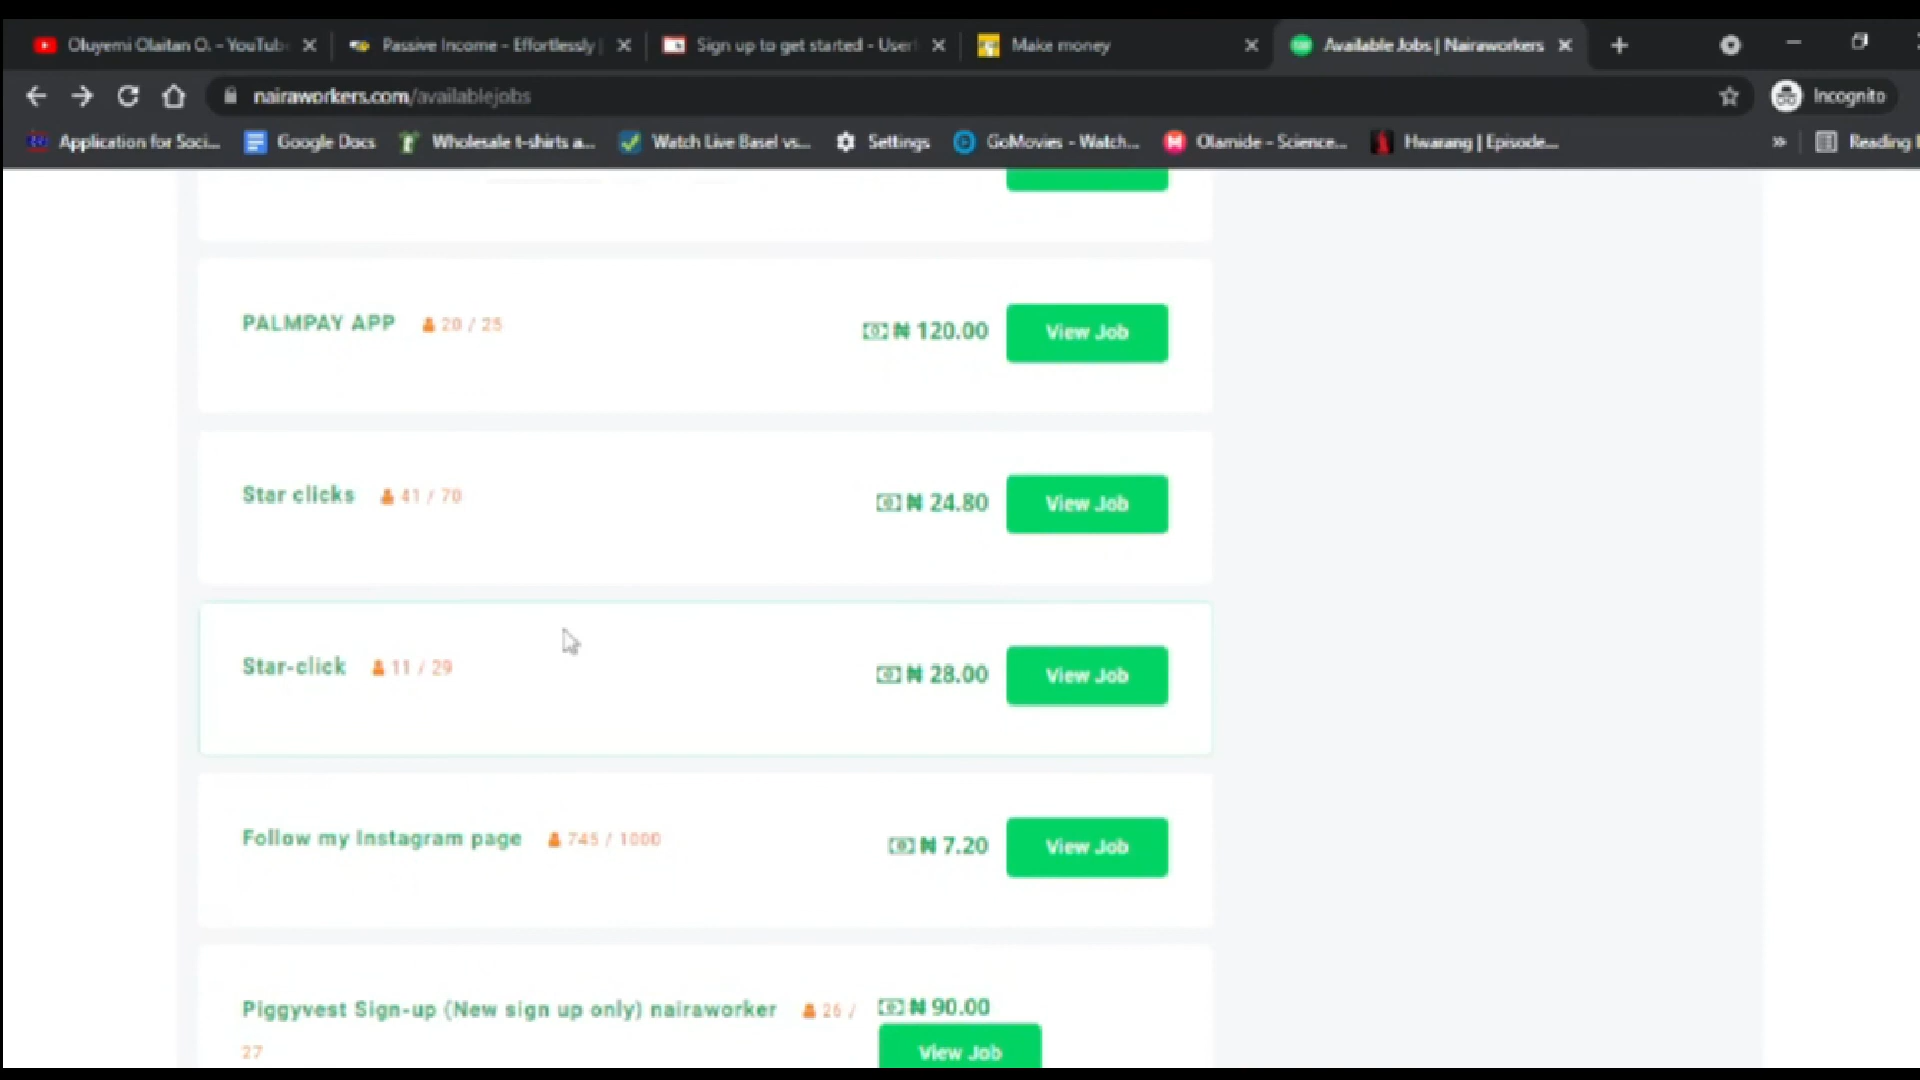 Oluyemi Olaitan O. - YouTub
Passive Income - Effortlessly
Sign up to get started - User
Make money
Available Jobs | Nairaworkers
nairaworkers.com/availablejobs
Incognito
Application for Soci...
Google Docs
Wholesale t-shirts a...
Watch Live Basel vs...
Settings
GoMovies - Watch...
Olamide - Science...
Hwarang | Episode...
»
Reading
PALMPAY APP 20 / 25
₦ 120.00
View Job
Star clicks 41 / 70
₦ 24.80
View Job
Star-click 11 / 29
₦ 28.00
View Job
Follow my Instagram page 745 / 1000
₦ 7.20
View Job
Piggyvest Sign-up (New sign up only) nairaworker 26 /
27
₦ 90.00
View Job